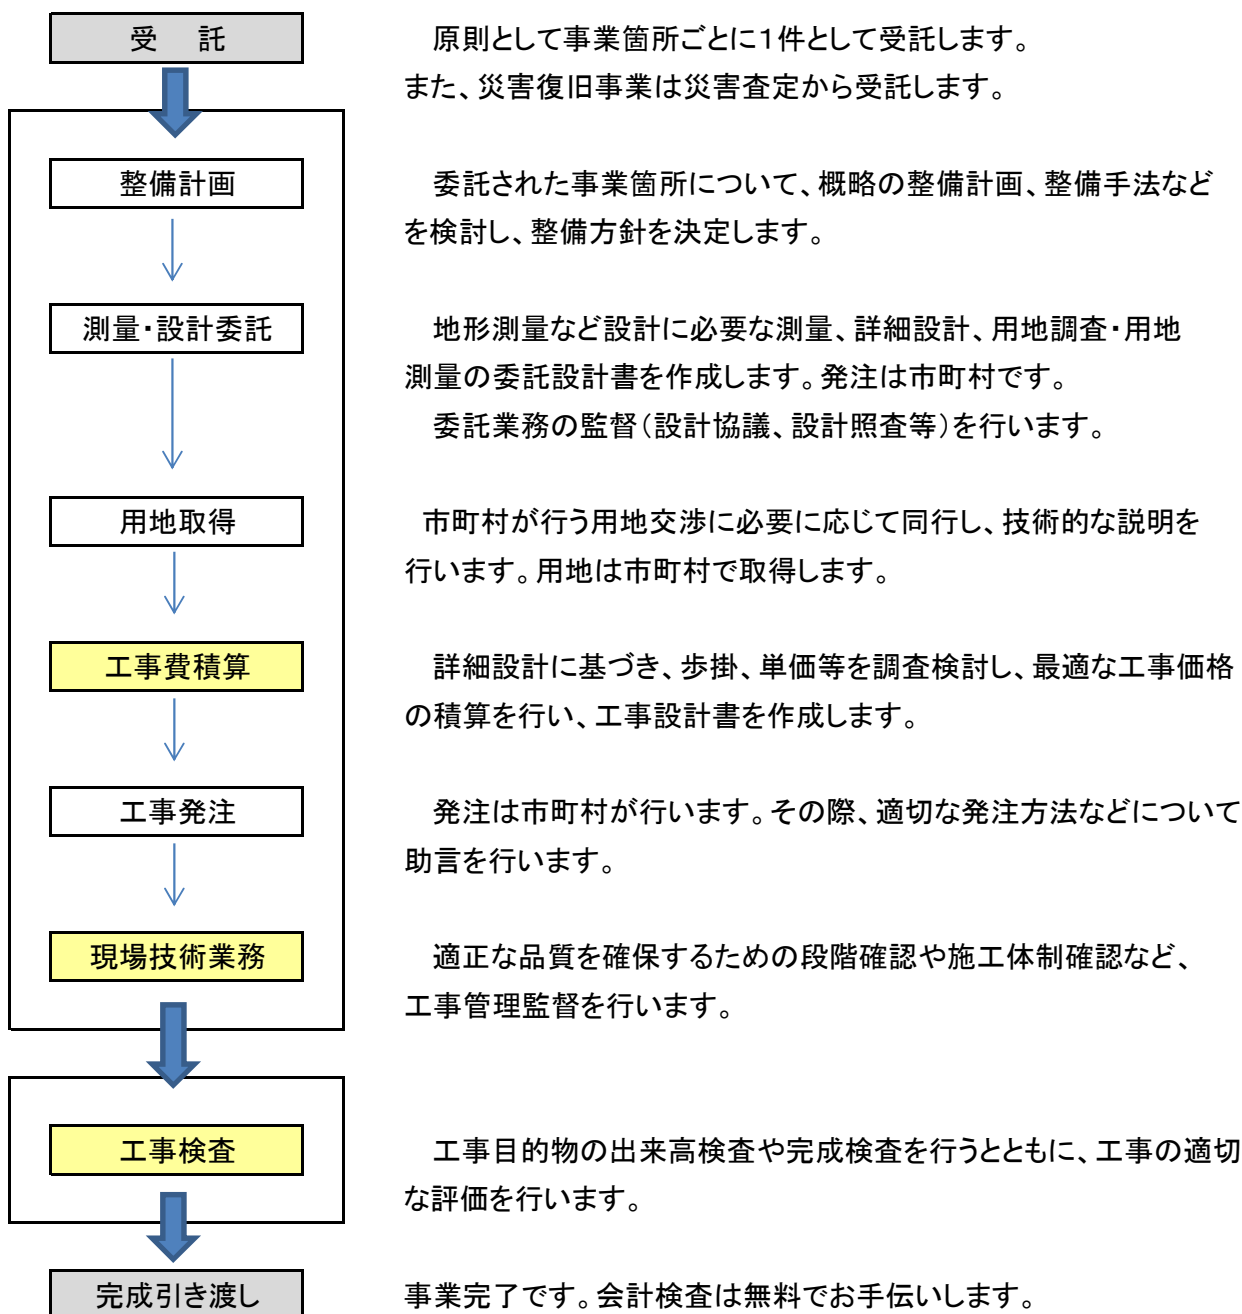 受　託
原則として事業箇所ごとに1件として受託します。
また、災害復旧事業は災害査定から受託します。
整備計画
委託された事業箇所について、概略の整備計画、整備手法など
を検討し、整備方針を決定します。
測量・設計委託
地形測量など設計に必要な測量、詳細設計、用地調査・用地
測量の委託設計書を作成します。発注は市町村です。
委託業務の監督（設計協議、設計照査等）を行います。
用地取得
市町村が行う用地交渉に必要に応じて同行し、技術的な説明を
行います。用地は市町村で取得します。
工事費積算
詳細設計に基づき、歩掛、単価等を調査検討し、最適な工事価格
の積算を行い、工事設計書を作成します。
工事発注
発注は市町村が行います。その際、適切な発注方法などについて
助言を行います。
現場技術業務
適正な品質を確保するための段階確認や施工体制確認など、
工事管理監督を行います。
工事検査
工事目的物の出来高検査や完成検査を行うとともに、工事の適切
な評価を行います。
完成引き渡し
事業完了です。会計検査は無料でお手伝いします。